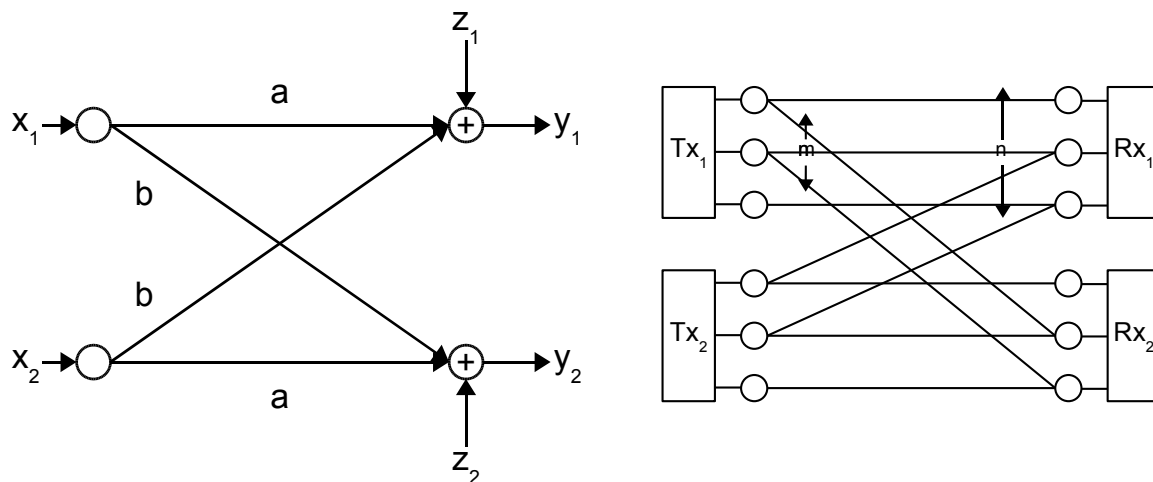 z₁
a
x₁
+
y₁
b
b
x₂
+
y₂
a
z₂
Tx₁
m
n
Rx₁
Tx₂
Rx₂